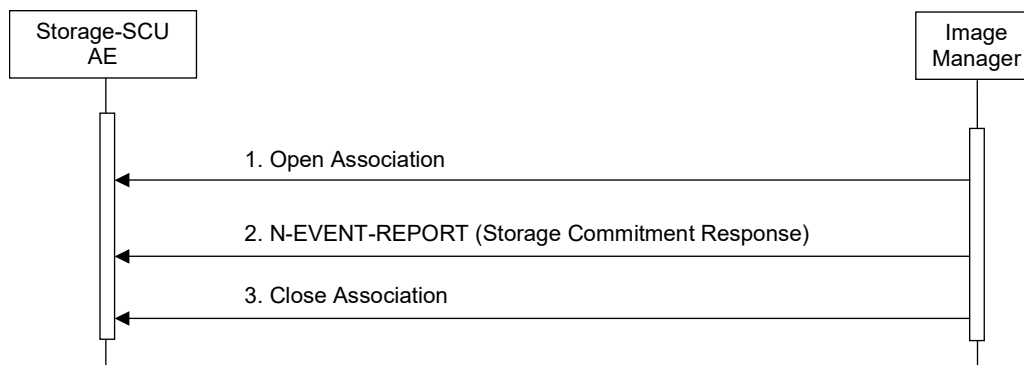 Storage-SCU
AE
Image
Manager
1. Open Association
2. N-EVENT-REPORT (Storage Commitment Response)
3. Close Association